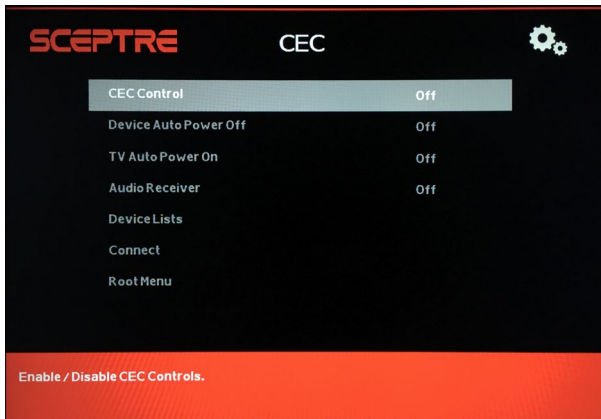 SCEPTRE CEC
CEC Control Off
Device Auto Power Off Off
TV Auto Power On Off
Audio Receiver Off
Device Lists
Connect
Root Menu
Enable / Disable CEC Controls.